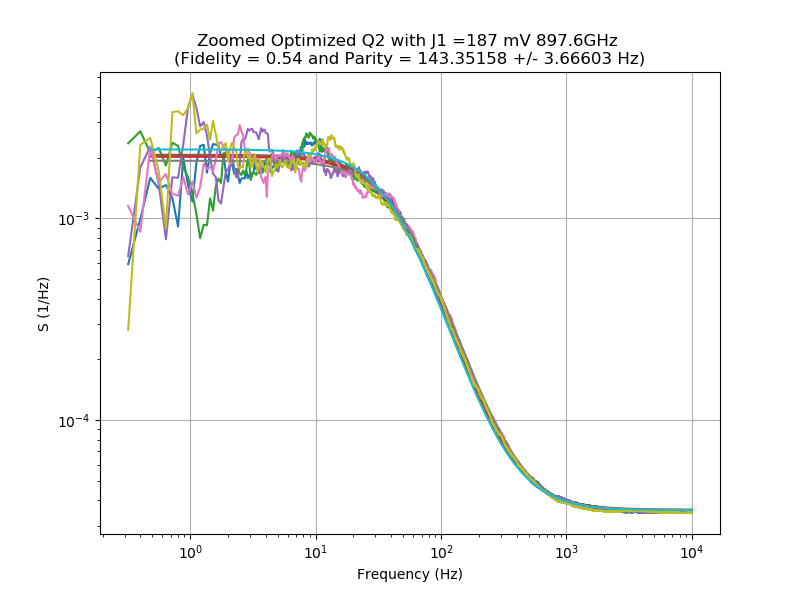 Zoomed Optimized Q2 with J1 =187 mV 897.6GHz
(Fidelity = 0.54 and Parity = 143.35158 +/- 3.66603 Hz)
S (1/Hz)
10⁻³
10⁻⁴
10⁰ 10¹ 10² 10³ 10⁴
Frequency (Hz)